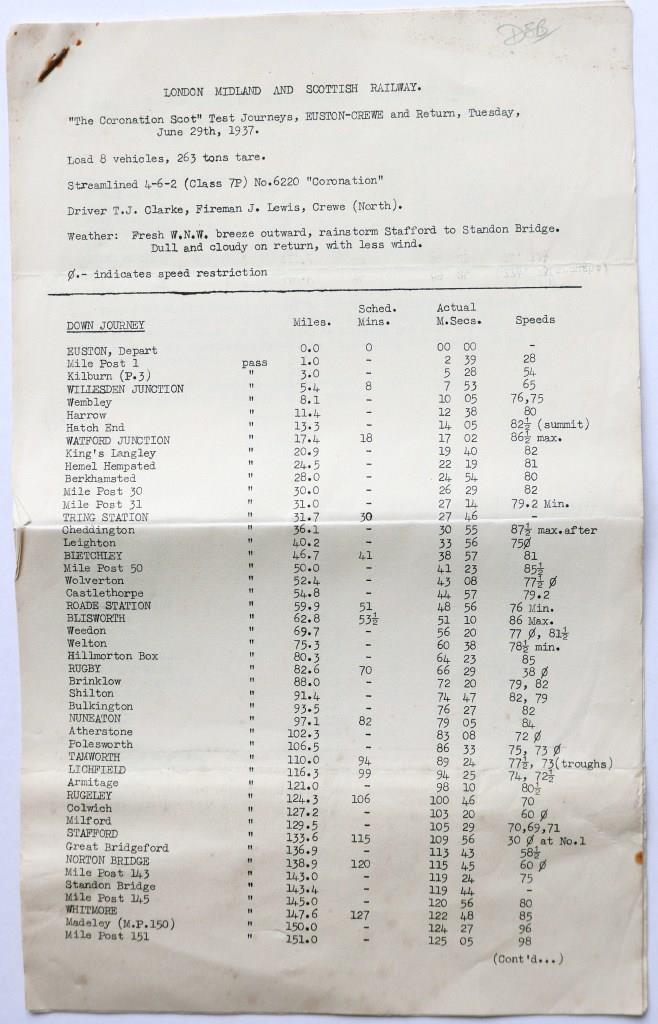 DEB
LONDON MIDLAND AND SCOTTISH RAILWAY.
"The Coronation Scot" Test Journeys, EUSTON-CREWE and Return, Tuesday,
June 29th, 1937.
Load 8 vehicles, 263 tons tare.
Streamlined 4-6-2 (Class 7P) No.6220 "Coronation"
Driver T.J. Clarke, Fireman J. Lewis, Crewe (North).
Weather: Fresh W.N.W. breeze outward, rainstorm Stafford to Standon Bridge.
Dull and cloudy on return, with less wind.
Ø.- indicates speed restriction
Sched. Actual
DOWN JOURNEY Miles. Mins. M.Secs. Speeds
EUSTON, Depart 0.0 0 00 00 -
Mile Post 1 pass 1.0 - 2 39 28
Kilburn (P.3) " 3.0 - 5 28 54
WILLESDEN JUNCTION " 5.4 8 7 53 65
Wembley " 8.1 - 10 05 76,75
Harrow " 11.4 - 12 38 80
Hatch End " 13.3 - 14 05 82½ (summit)
WATFORD JUNCTION " 17.4 18 17 02 86½ max.
King's Langley " 20.9 - 19 40 82
Hemel Hempsted " 24.5 - 22 19 81
Berkhamsted " 28.0 - 24 54 80
Mile Post 30 " 30.0 - 26 29 82
Mile Post 31 " 31.0 - 27 14 79.2 Min.
TRING STATION " 31.7 30 27 46 -
Cheddington " 36.1 - 30 55 87½ max.after
Leighton " 40.2 - 33 56 75Ø
BLETCHLEY " 46.7 41 38 57 81
Mile Post 50 " 50.0 - 41 23 85½
Wolverton " 52.4 - 43 08 77½ Ø
Castlethorpe " 54.8 - 44 57 79.2
ROADE STATION " 59.9 51 48 56 76 Min.
BLISWORTH " 62.8 53½ 51 10 86 Max.
Weedon " 69.7 - 56 20 77 Ø, 81½
Welton " 75.3 - 60 38 78½ min.
Hillmorton Box " 80.3 - 64 23 85
RUGBY " 82.6 70 66 29 38 Ø
Brinklow " 88.0 - 72 20 79, 82
Shilton " 91.4 - 74 47 82, 79
Bulkington " 93.5 - 76 27 82
NUNEATON " 97.1 82 79 05 84
Atherstone " 102.3 - 83 08 72 Ø
Polesworth " 106.5 - 86 33 75, 73 Ø
TAMWORTH " 110.0 94 89 24 77½, 73(troughs)
LICHFIELD " 116.3 99 94 25 74, 72½
Armitage " 121.0 - 98 10 80½
RUGELEY " 124.3 106 100 46 70
Colwich " 127.2 - 103 20 60 Ø
Milford " 129.5 - 105 29 70,69,71
STAFFORD " 133.6 115 109 56 30 Ø at No.1
Great Bridgeford " 136.9 - 113 43 58½
NORTON BRIDGE " 138.9 120 115 45 60 Ø
Mile Post 143 " 143.0 - 119 24 75
Standon Bridge " 143.4 - 119 44 -
Mile Post 145 " 145.0 - 120 56 80
WHITMORE " 147.6 127 122 48 85
Madeley (M.P.150) " 150.0 - 124 27 96
Mile Post 151 " 151.0 - 125 05 98
(Cont'd...)